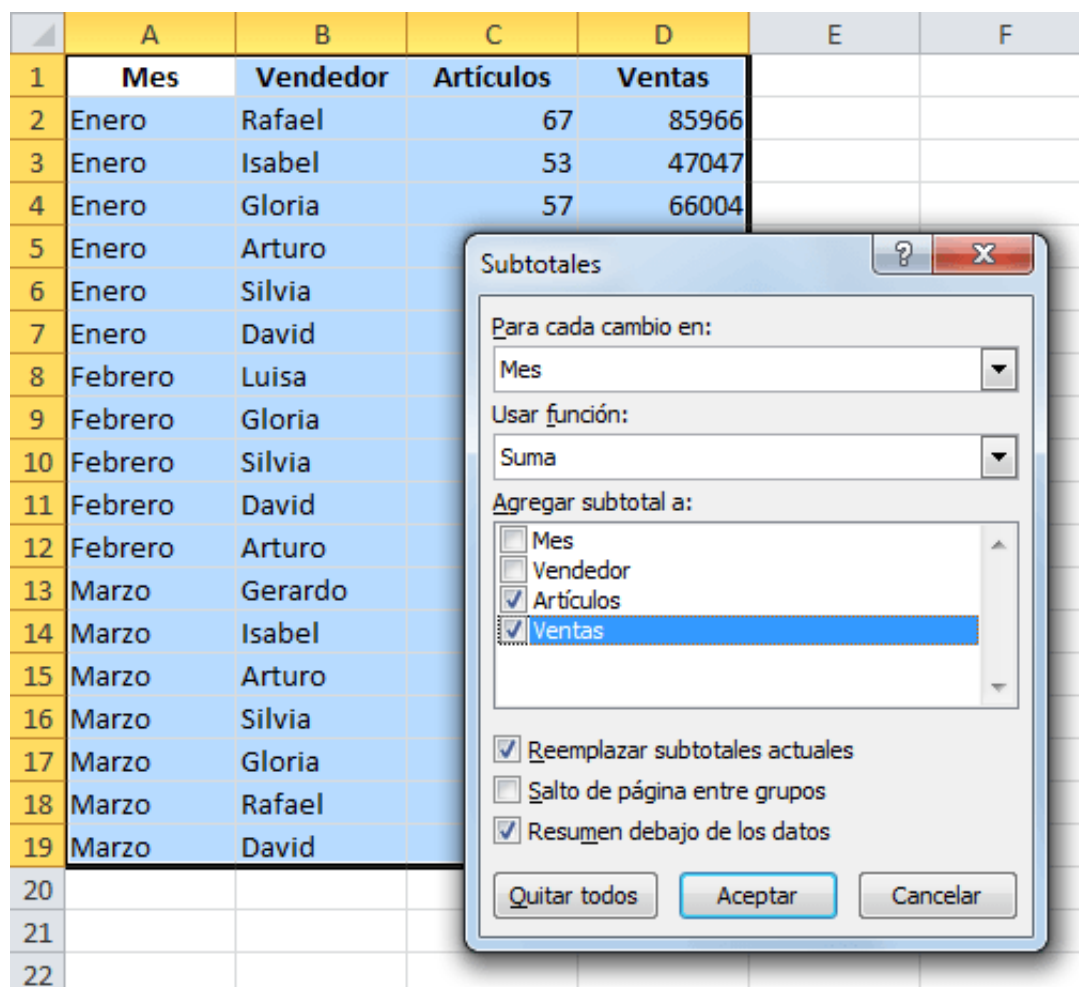 A B C D E F
1 Mes Vendedor Artículos Ventas
2 Enero Rafael 67 85966
3 Enero Isabel 53 47047
4 Enero Gloria 57 66004
5 Enero Arturo
6 Enero Silvia
7 Enero David
8 Febrero Luisa
9 Febrero Gloria
10 Febrero Silvia
11 Febrero David
12 Febrero Arturo
13 Marzo Gerardo
14 Marzo Isabel
15 Marzo Arturo
16 Marzo Silvia
17 Marzo Gloria
18 Marzo Rafael
19 Marzo David
20
21
22
Subtotales ? X
Para cada cambio en:
Mes
Usar función:
Suma
Agregar subtotal a:
Mes
Vendedor
Artículos
Ventas
Reemplazar subtotales actuales
Salto de página entre grupos
Resumen debajo de los datos
Quitar todos Aceptar Cancelar